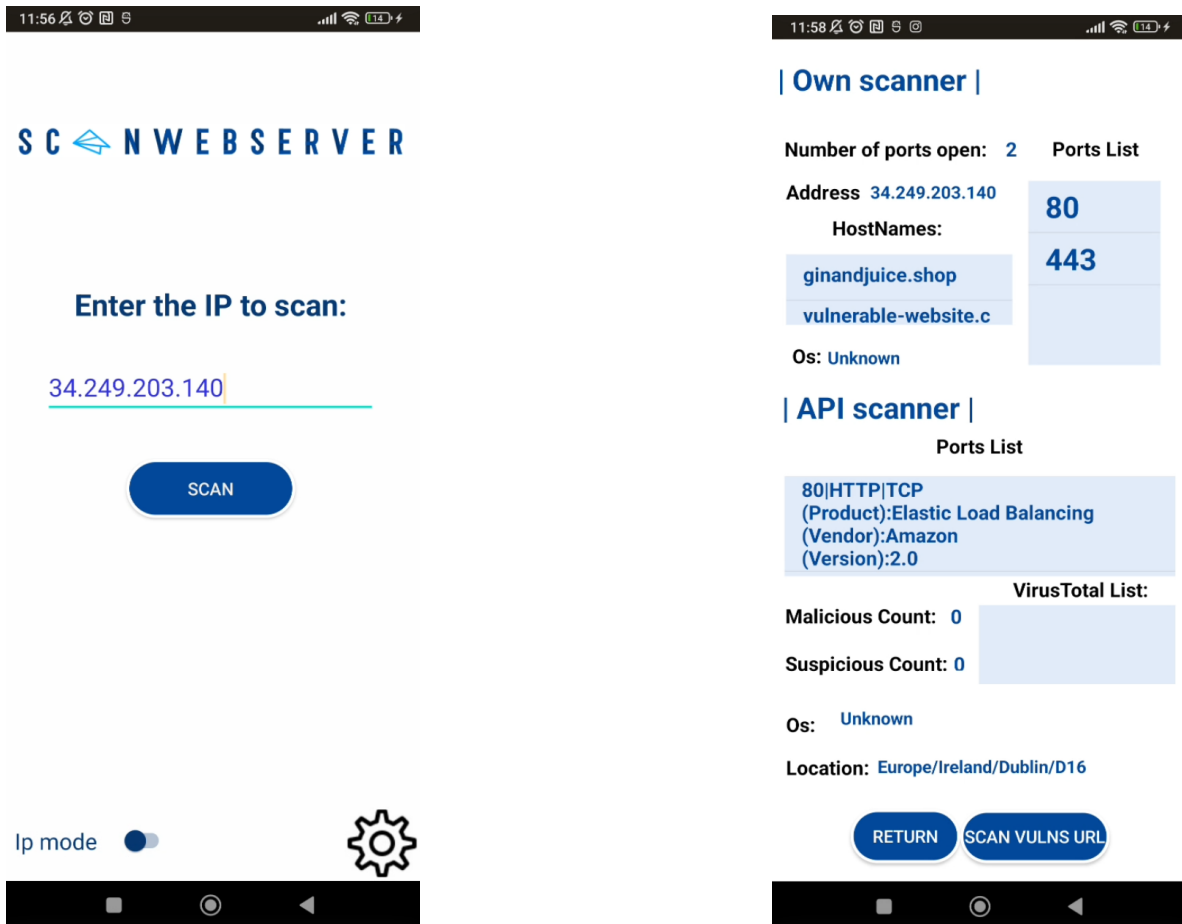 11:56
14
SCANWEBSERVER
Enter the IP to scan:
34.249.203.140
SCAN
Ip mode
11:58
14
| Own scanner |
Number of ports open: 2
Ports List
Address 34.249.203.140
80
HostNames:
443
ginandjuice.shop
vulnerable-website.c
Os: Unknown
| API scanner |
Ports List
80|HTTP|TCP
(Product):Elastic Load Balancing
(Vendor):Amazon
(Version):2.0
VirusTotal List:
Malicious Count: 0
Suspicious Count: 0
Os: Unknown
Location: Europe/Ireland/Dublin/D16
RETURN
SCAN VULNS URL